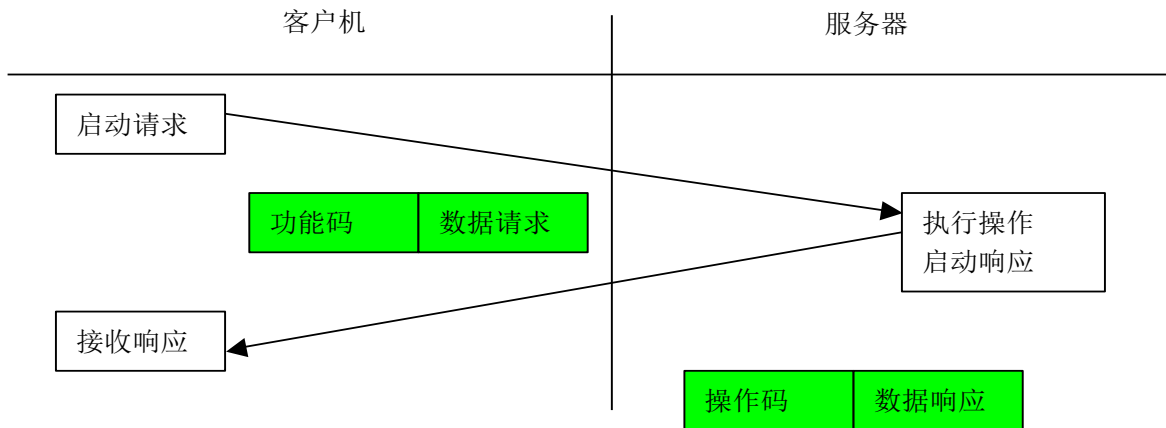 客户机
服务器
启动请求
功能码 数据请求
执行操作
启动响应
接收响应
操作码 数据响应